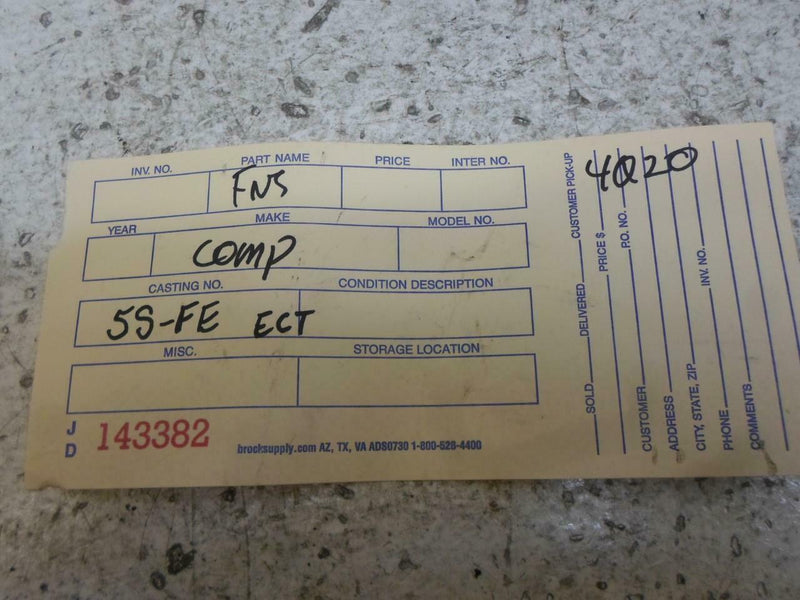 INV. NO. PART NAME PRICE INTER NO.
FNS
YEAR MAKE MODEL NO.
COMP
CASTING NO. CONDITION DESCRIPTION
5S-FE ECT
MISC. STORAGE LOCATION
J D 143382
brocksupply.com AZ, TX, VA ADS0730 1-800-528-4400
4Q20
SOLD DELIVERED CUSTOMER PICK-UP
PRICE $
P.O. NO.
CUSTOMER
ADDRESS
CITY, STATE, ZIP INV. NO.
PHONE
COMMENTS